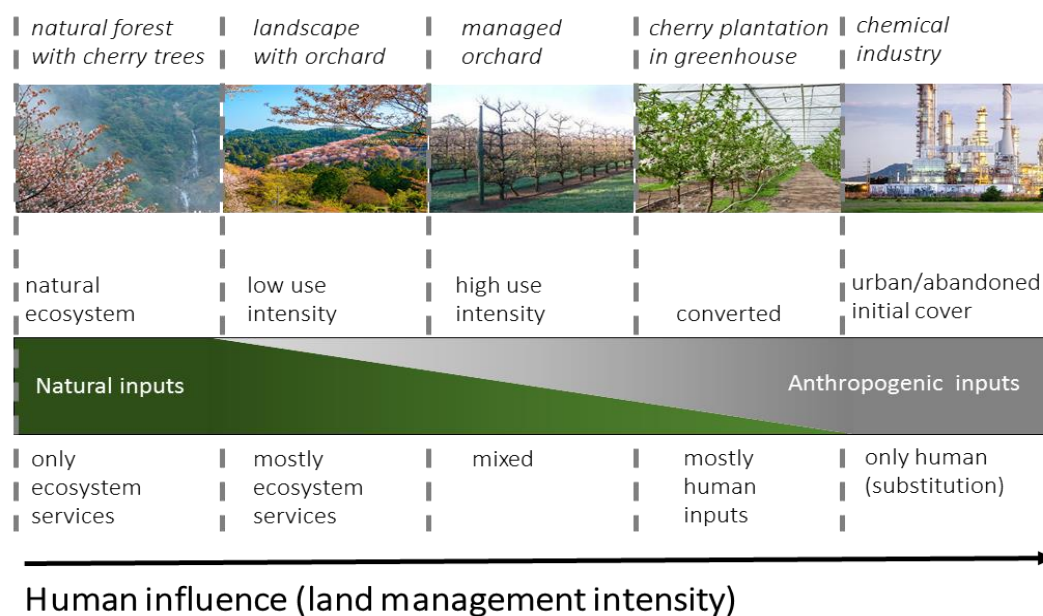 natural forest
with cherry trees
landscape
with orchard
managed
orchard
cherry plantation
in greenhouse
chemical
industry
natural
ecosystem
low use
intensity
high use
intensity
converted
urban/abandoned
initial cover
Natural inputs
Anthropogenic inputs
only
ecosystem
services
mostly
ecosystem
services
mixed
mostly
human
inputs
only human
(substitution)
Human influence (land management intensity)